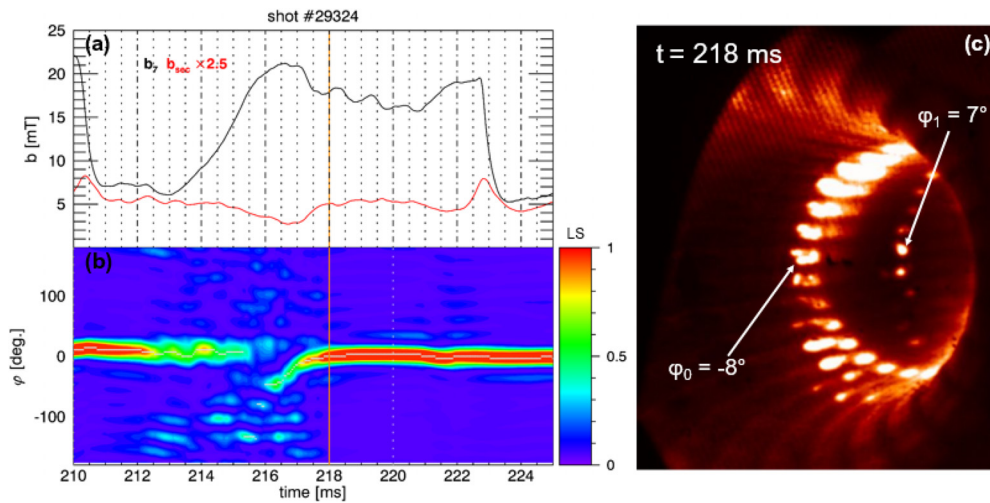 shot #29324
(a)
b₇ b_sec ×2.5
b [mT]
25
20
15
10
5
(b)
LS
φ [deg.]
100
0
-100
1
0.5
0
210 212 214 216 218 220 222 224
time [ms]
t = 218 ms
(c)
φ₁ = 7°
φ₀ = -8°